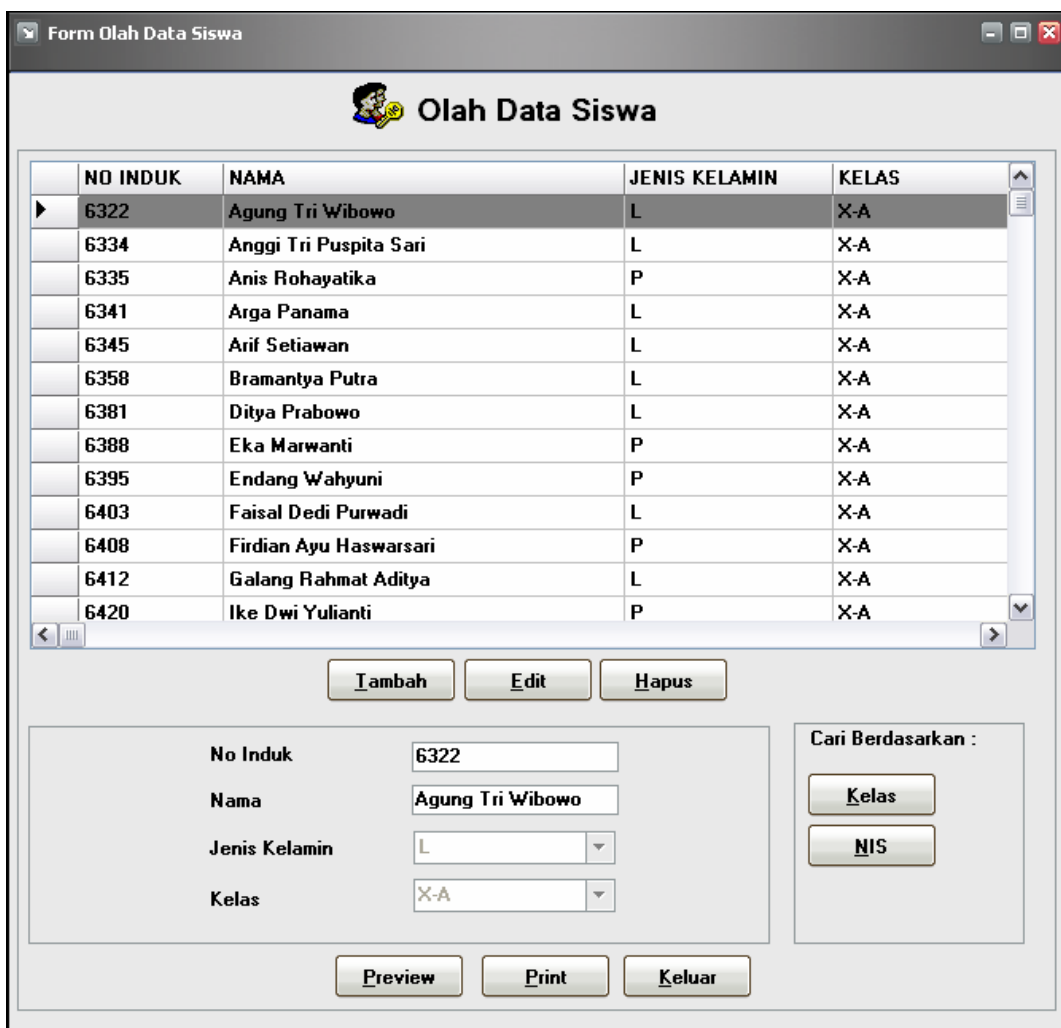 Form Olah Data Siswa
Olah Data Siswa
NO INDUK NAMA JENIS KELAMIN KELAS
6322 Agung Tri Wibowo L X-A
6334 Anggi Tri Puspita Sari L X-A
6335 Anis Rohayatika P X-A
6341 Arga Panama L X-A
6345 Arif Setiawan L X-A
6358 Bramantya Putra L X-A
6381 Ditya Prabowo L X-A
6388 Eka Marwanti P X-A
6395 Endang Wahyuni P X-A
6403 Faisal Dedi Purwadi L X-A
6408 Firdian Ayu Haswarsari P X-A
6412 Galang Rahmat Aditya L X-A
6420 Ike Dwi Yulianti P X-A
Tambah Edit Hapus
No Induk 6322
Nama Agung Tri Wibowo
Jenis Kelamin L
Kelas X-A
Cari Berdasarkan :
Kelas
NIS
Preview Print Keluar